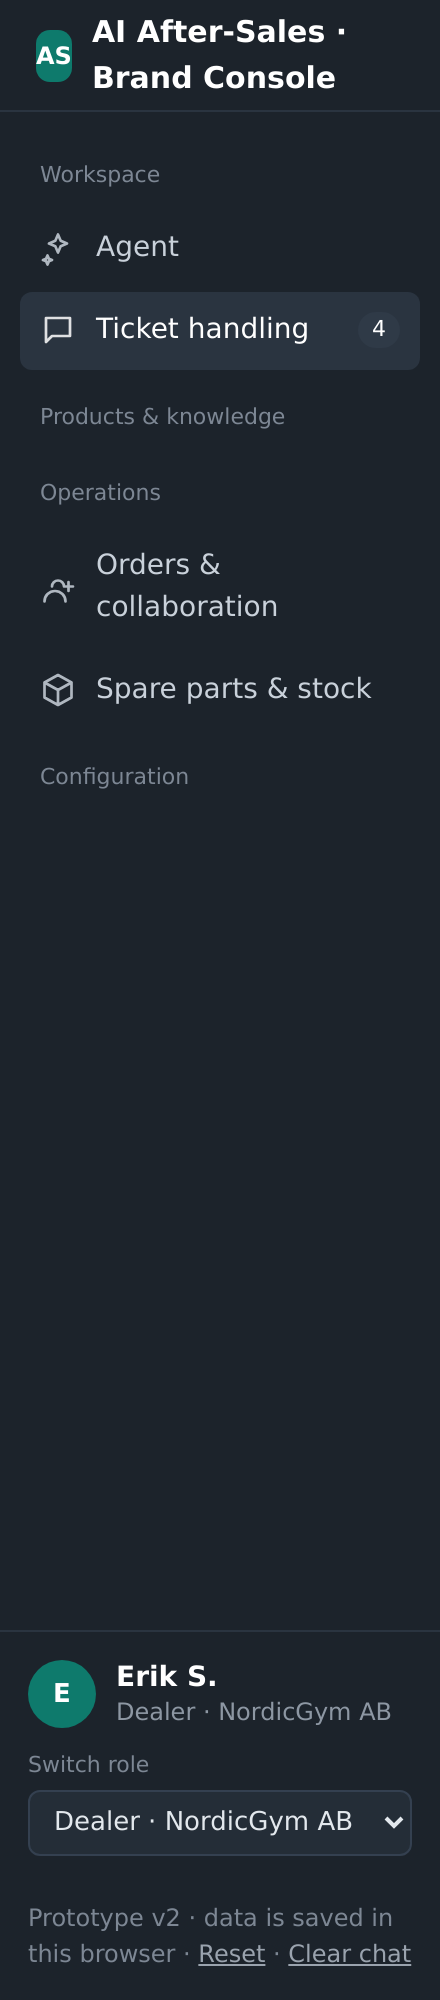 AS
AI After-Sales ·
Brand Console
Workspace
Agent
Ticket handling 4
Products & knowledge
Operations
Orders &
collaboration
Spare parts & stock
Configuration
E
Erik S.
Dealer · NordicGym AB
Switch role
Dealer · NordicGym AB
Prototype v2 · data is saved in
this browser · Reset · Clear chat